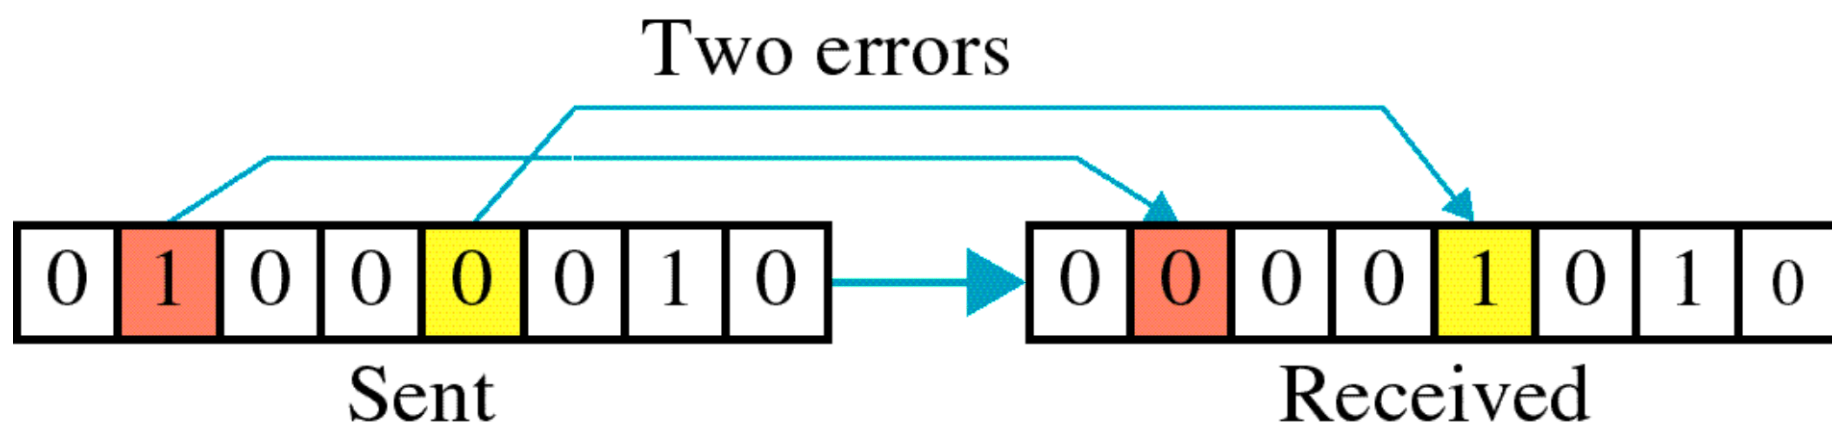 Two errors
0 1 0 0 0 0 1 0 0 0 0 0 1 0 1 0
Sent Received